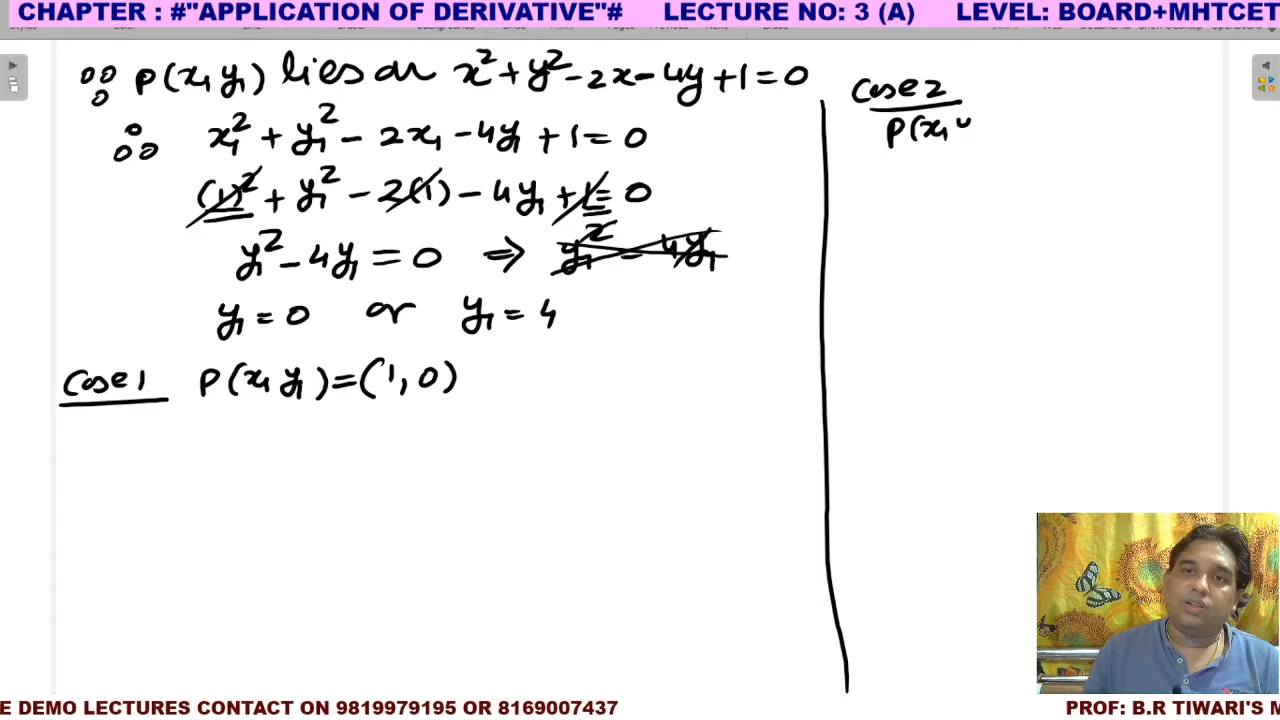 CHAPTER : #"APPLICATION OF DERIVATIVE"# LECTURE NO: 3 (A) LEVEL: BOARD+MHTCET
∵ P(x₁ y₁) lies on x² + y² - 2x - 4y + 1 = 0
∴ x₁² + y₁² - 2x₁ - 4y₁ + 1 = 0
(1)² + y₁² - 2(1) - 4y₁ + 1 = 0
y₁² - 4y₁ = 0 ⇒ y₁² - 4y₁
y₁ = 0 or y₁ = 4
Case 1 P(x₁ y₁) = (1, 0)
Case 2
P(x₁
E DEMO LECTURES CONTACT ON 9819979195 OR 8169007437 PROF: B.R TIWARI'S M